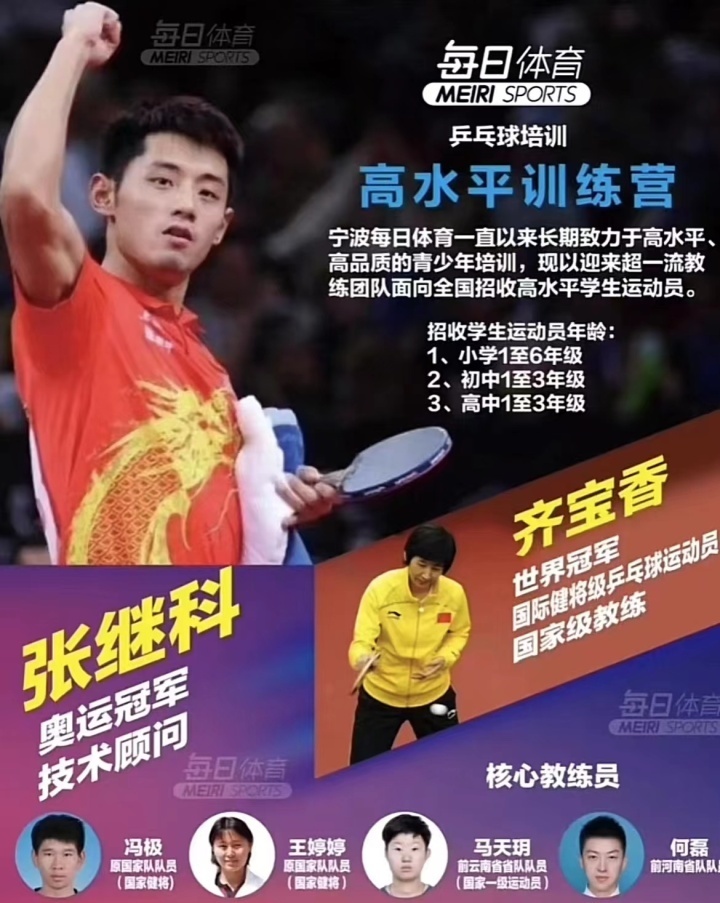 每日体育
MEIRI SPORTS
每日体育
MEIRI SPORTS
乒乓球培训
高水平训练营
宁波每日体育一直以来长期致力于高水平、
高品质的青少年培训，现以迎来超一流教
练团队面向全国招收高水平学生运动员。
招收学生运动员年龄：
1、小学1至6年级
2、初中1至3年级
3、高中1至3年级
齐宝香
世界冠军
国际健将级乒乓球运动员
国家级教练
张继科
奥运冠军
技术顾问
每日体育
MEIRI SPORTS
每日体育
MEIRI SPORTS
核心教练员
冯极
原国家队队员
（国家健将）
王婷婷
原国家队队员
（国家健将）
马天玥
前云南省省队队员
（国家一级运动员）
何磊
前河南省队队